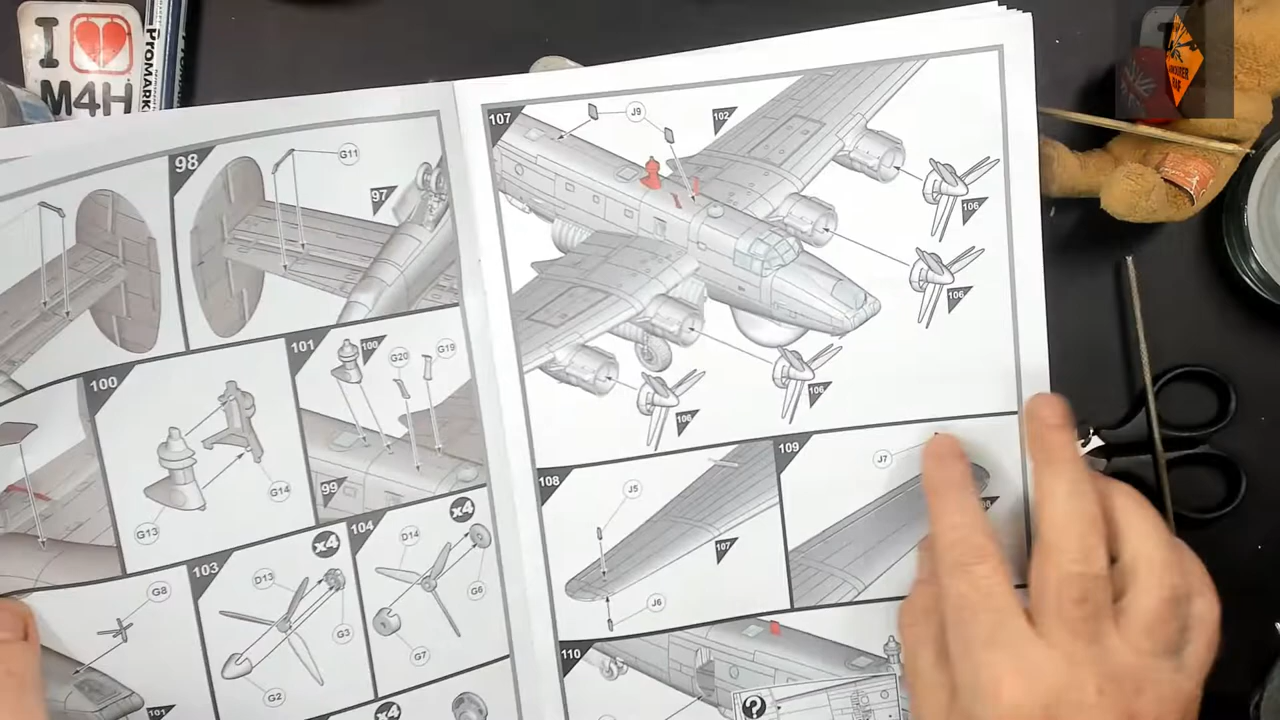 I
M4H
PROMARK
98
G11
97
100
G13
G14
101
100
G20
G19
99
G8
101
103
x4
D13
G3
G2
104
x4
D14
G6
G7
x4
107
J9
102
106
106
106
106
108
J5
J6
107
109
J7
110
?